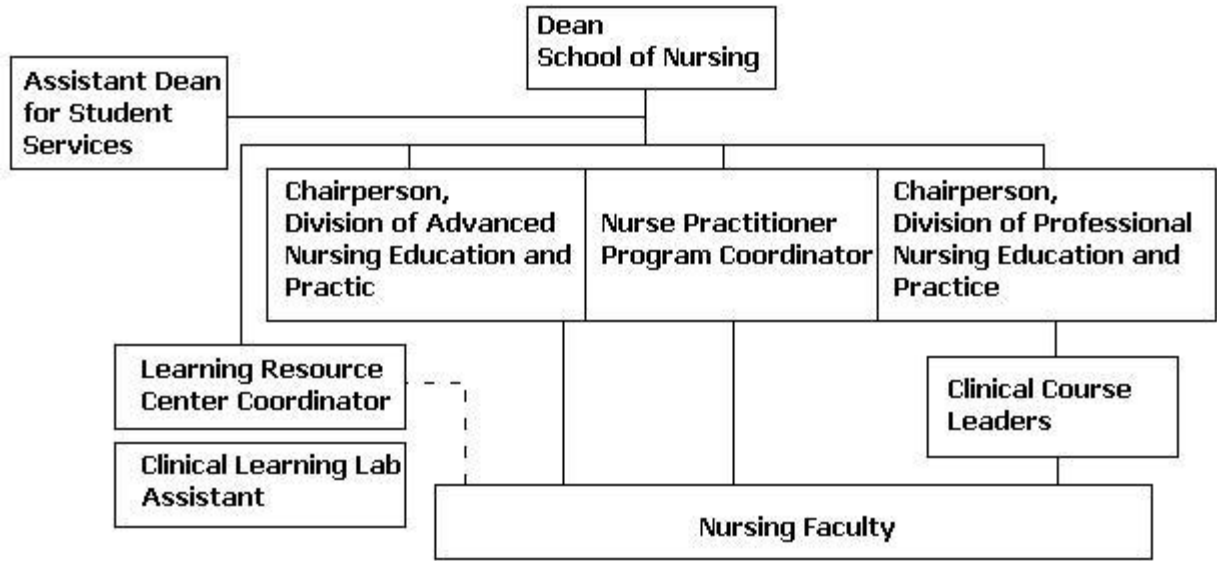 Dean
School of Nursing
Assistant Dean
for Student
Services
Chairperson,
Division of Advanced
Nursing Education and
Practic
Nurse Practitioner
Program Coordinator
Chairperson,
Division of Professional
Nursing Education and
Practice
Learning Resource
Center Coordinator
Clinical Course
Leaders
Clinical Learning Lab
Assistant
Nursing Faculty